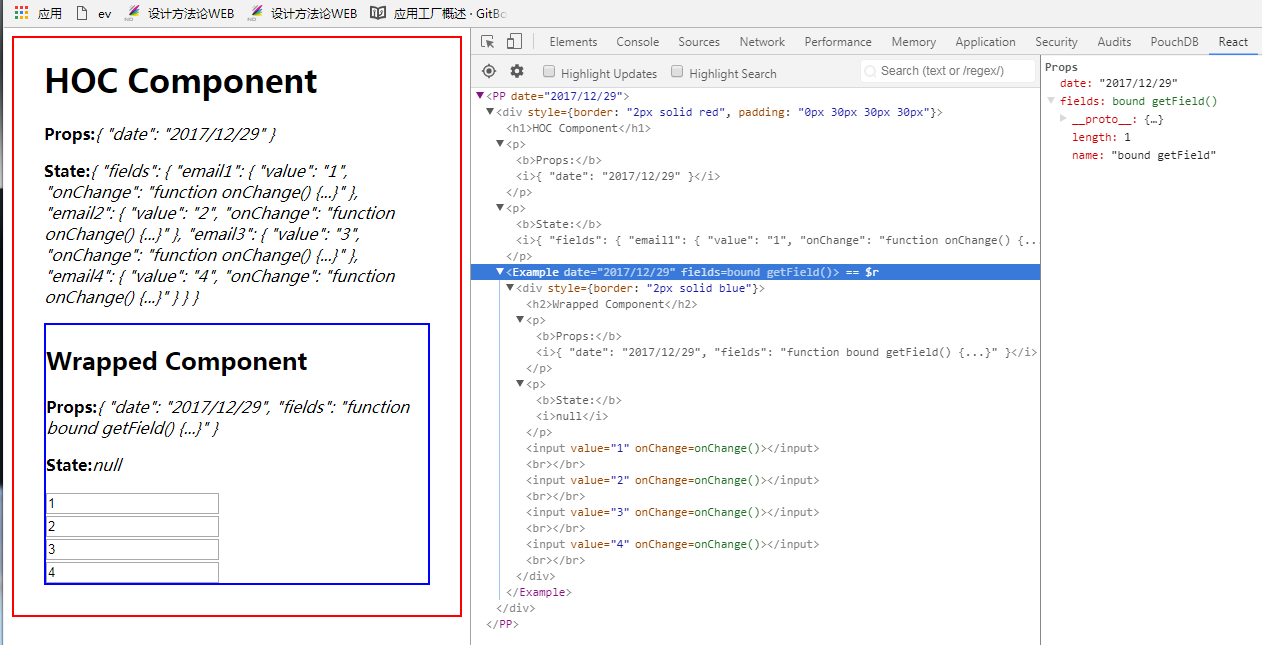 应用 ev 设计方法论WEB 设计方法论WEB 应用工厂概述 · GitBo
HOC Component
Props:{ "date": "2017/12/29" }
State:{ "fields": { "email1": { "value": "1",
"onChange": "function onChange() {...}" },
"email2": { "value": "2", "onChange": "function
onChange() {...}" }, "email3": { "value": "3",
"onChange": "function onChange() {...}" },
"email4": { "value": "4", "onChange": "function
onChange() {...}" } } }
Wrapped Component
Props:{ "date": "2017/12/29", "fields": "function
bound getField() {...}" }
State:null
1
2
3
4
Elements Console Sources Network Performance Memory Application Security Audits PouchDB React
Highlight Updates Highlight Search Search (text or /regex/)
<PP date="2017/12/29">
<div style={border: "2px solid red", padding: "0px 30px 30px 30px"}>
<h1>HOC Component</h1>
<p>
<b>Props:</b>
<i>{ "date": "2017/12/29" }</i>
</p>
<p>
<b>State:</b>
<i>{ "fields": { "email1": { "value": "1", "onChange": "function onChange() {...
</p>
<Example date="2017/12/29" fields=bound getField()> == $r
<div style={border: "2px solid blue"}>
<h2>Wrapped Component</h2>
<p>
<b>Props:</b>
<i>{ "date": "2017/12/29", "fields": "function bound getField() {...}" }</i>
</p>
<p>
<b>State:</b>
<i>null</i>
</p>
<input value="1" onChange=onChange()></input>
<br></br>
<input value="2" onChange=onChange()></input>
<br></br>
<input value="3" onChange=onChange()></input>
<br></br>
<input value="4" onChange=onChange()></input>
<br></br>
</div>
</Example>
</div>
</PP>
Props
date: "2017/12/29"
fields: bound getField()
__proto__: {…}
length: 1
name: "bound getField"